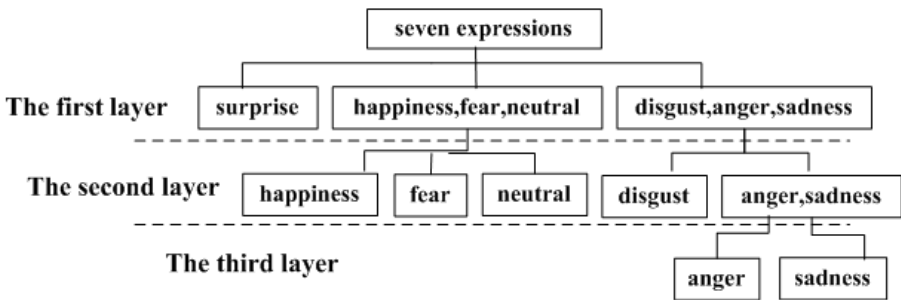 seven expressions
The first layer
surprise
happiness,fear,neutral
disgust,anger,sadness
The second layer
happiness
fear
neutral
disgust
anger,sadness
The third layer
anger
sadness